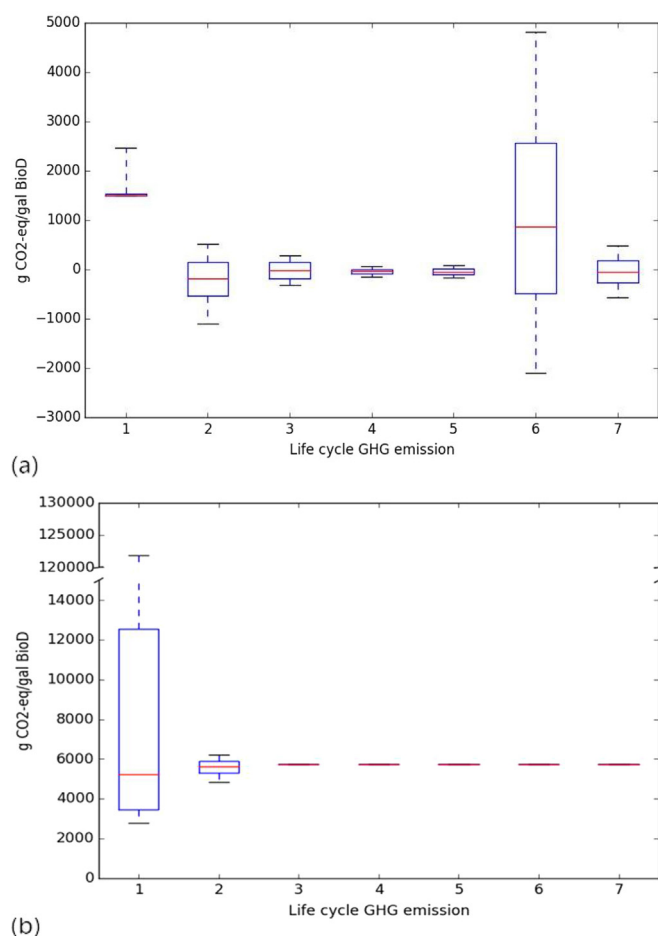 5000
4000
3000
2000
1000
0
−1000
−2000
−3000
g CO2-eq/gal BioD
1 2 3 4 5 6 7
Life cycle GHG emission
(a)
130000
125000
120000
14000
12000
10000
8000
6000
4000
2000
0
g CO2-eq/gal BioD
1 2 3 4 5 6 7
Life cycle GHG emission
(b)